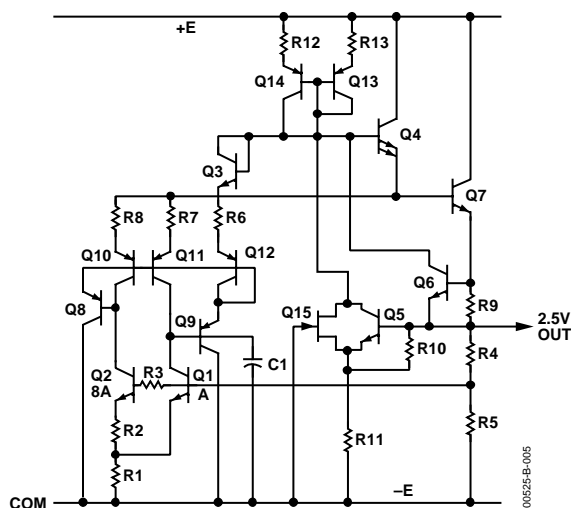 +E
R12
R13
Q14
Q13
Q4
Q3
Q7
R8
R7
R6
Q10
Q11
Q12
Q6
Q8
R9
Q9
Q15
Q5
2.5V
OUT
R10
R4
C1
Q2
8A
R3
Q1
A
R2
R11
R5
R1
COM
–E
00525-B-005